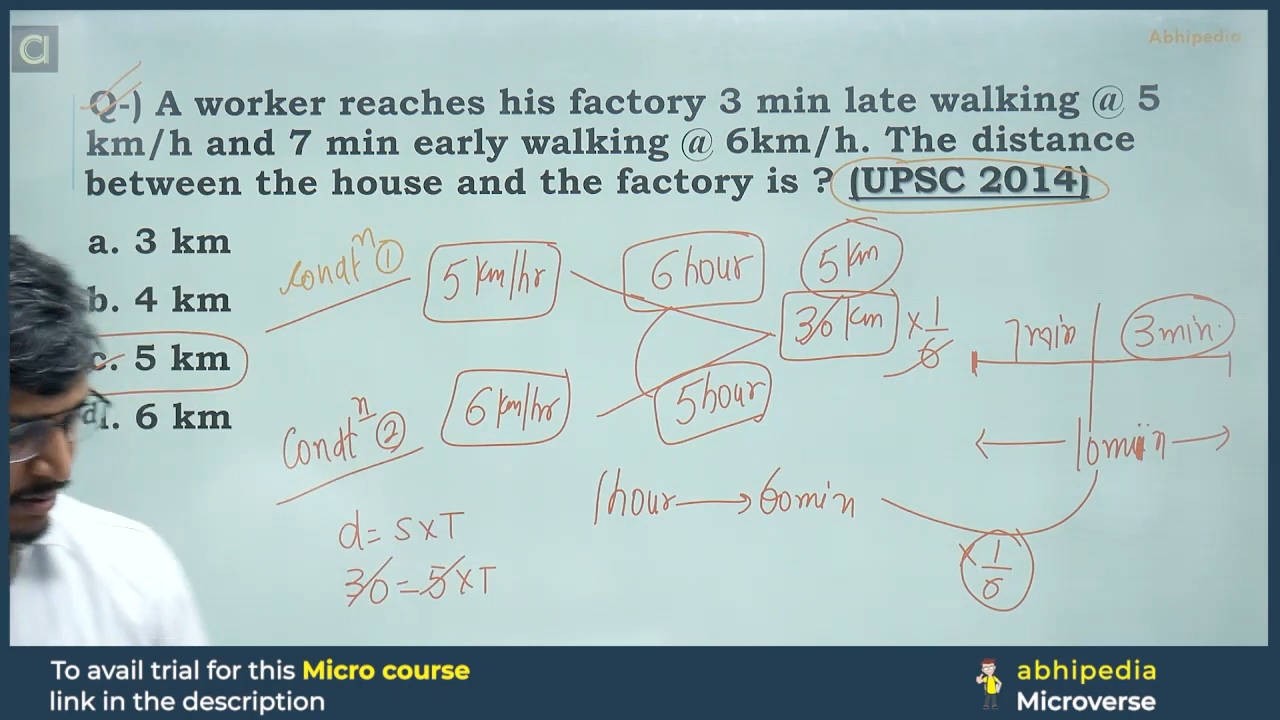 Abhipedia
Q-) A worker reaches his factory 3 min late walking @ 5
km/h and 7 min early walking @ 6km/h. The distance
between the house and the factory is ? (UPSC 2014)
a. 3 km
b. 4 km
c. 5 km
d. 6 km
Condtⁿ ①
5 km/hr
6 hour
5 km
30 km × 1/6
7 min
3 min.
Condtⁿ ②
6 km/hr
5 hour
10 min
1 hour → 60 min
× 1/6
d = S × T
30 = 5 × T
To avail trial for this Micro course
link in the description
abhipedia
Microverse